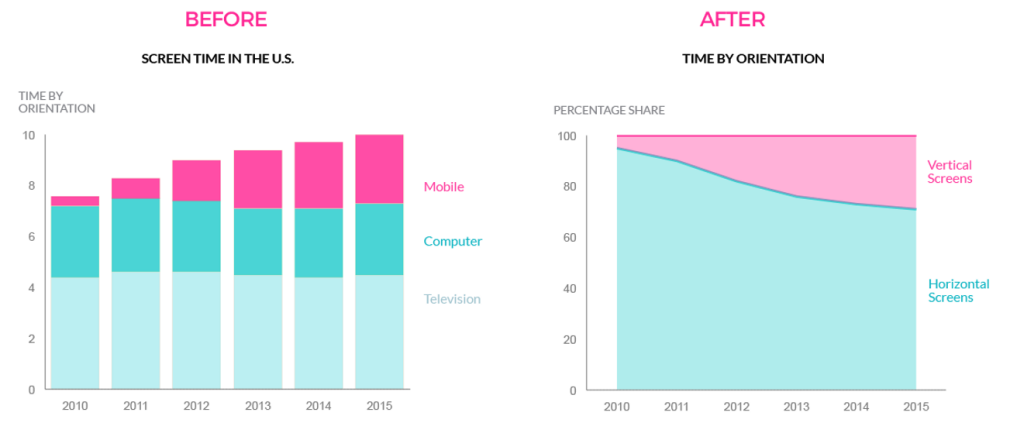 BEFORE
SCREEN TIME IN THE U.S.
TIME BY
ORIENTATION
10
8
6
4
2
0
2010 2011 2012 2013 2014 2015
Mobile
Computer
Television
AFTER
TIME BY ORIENTATION
PERCENTAGE SHARE
100
80
60
40
20
0
2010 2011 2012 2013 2014 2015
Vertical
Screens
Horizontal
Screens